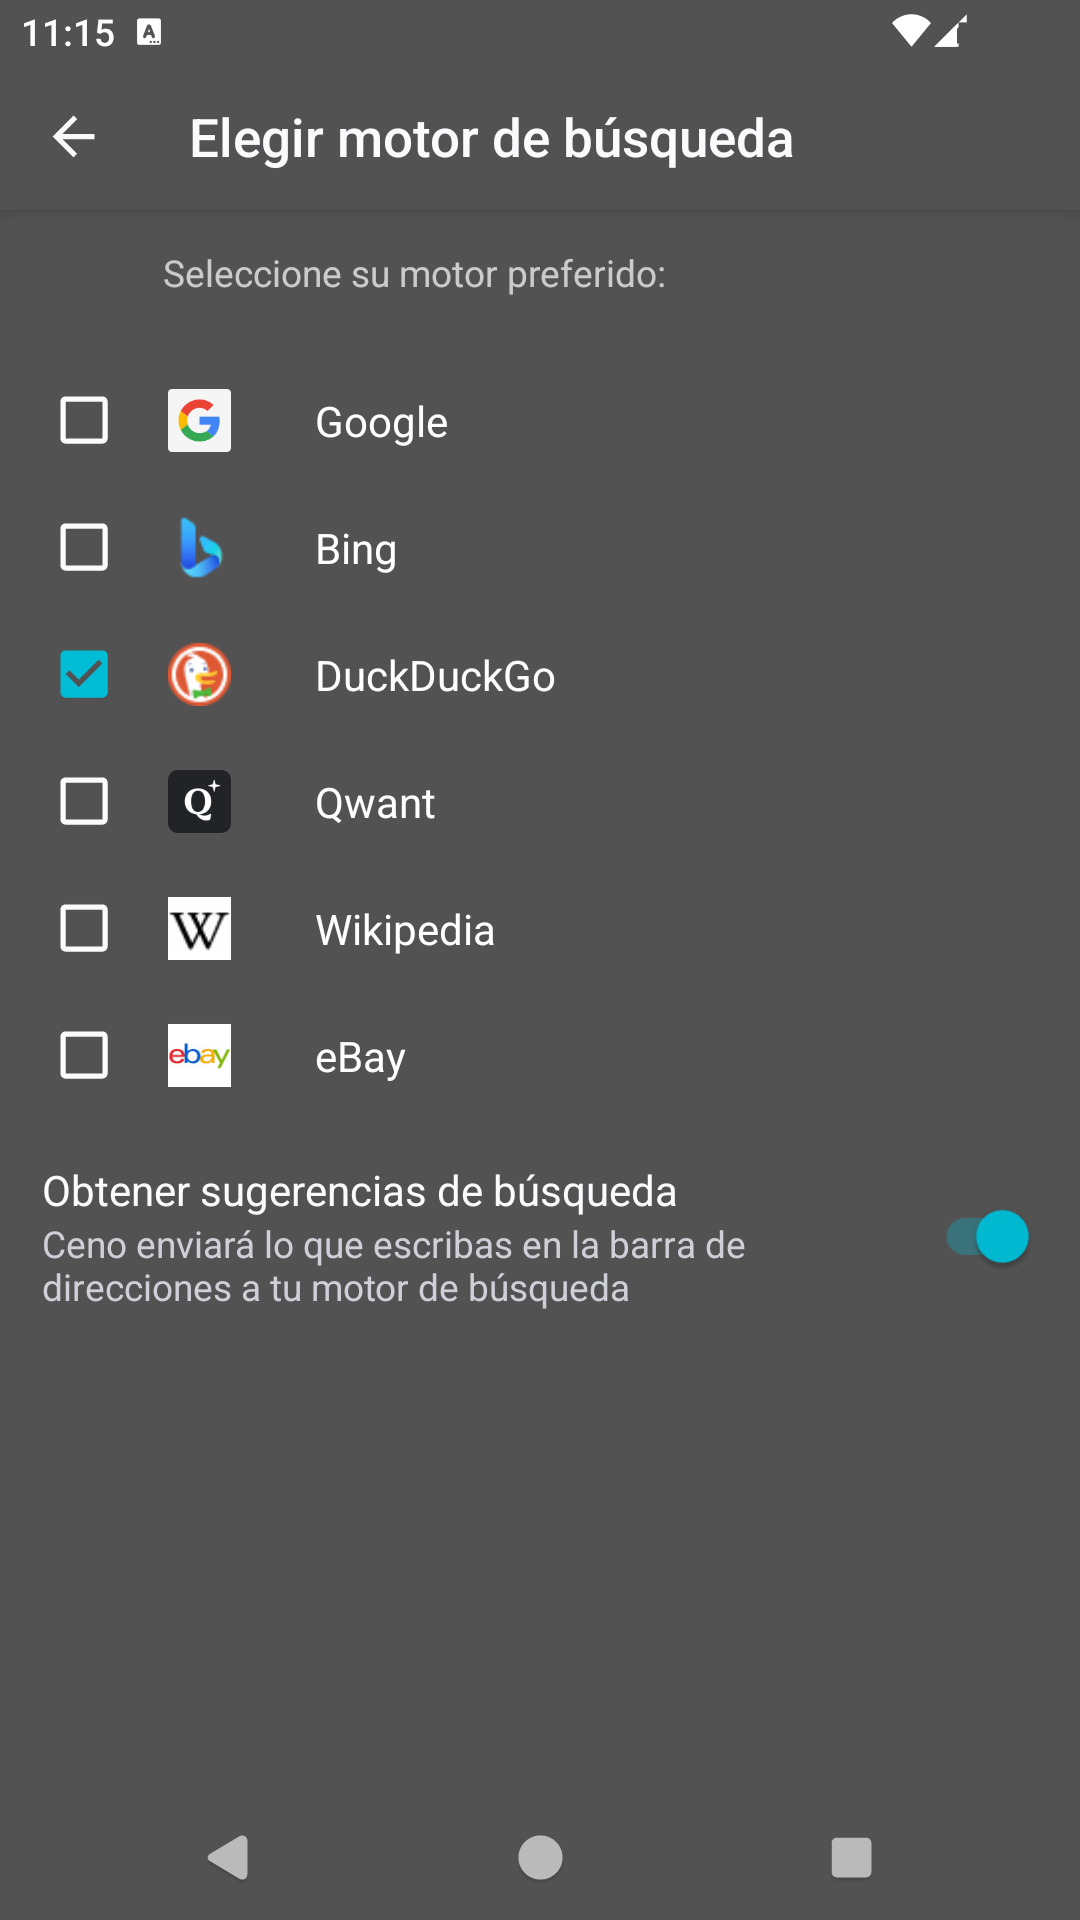 11:15
Elegir motor de búsqueda
Seleccione su motor preferido:
Google
Bing
DuckDuckGo
Qwant
Wikipedia
ebay eBay
Obtener sugerencias de búsqueda
Ceno enviará lo que escribas en la barra de
direcciones a tu motor de búsqueda